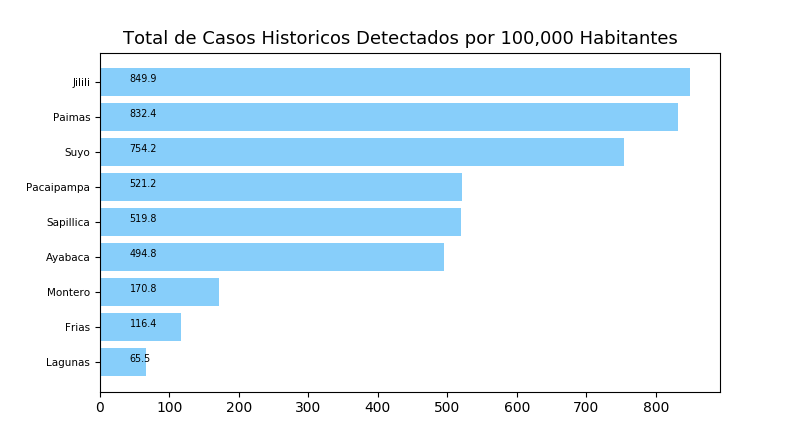 Total de Casos Historicos Detectados por 100,000 Habitantes
Jilili 849.9
Paimas 832.4
Suyo 754.2
Pacaipampa 521.2
Sapillica 519.8
Ayabaca 494.8
Montero 170.8
Frias 116.4
Lagunas 65.5
0 100 200 300 400 500 600 700 800